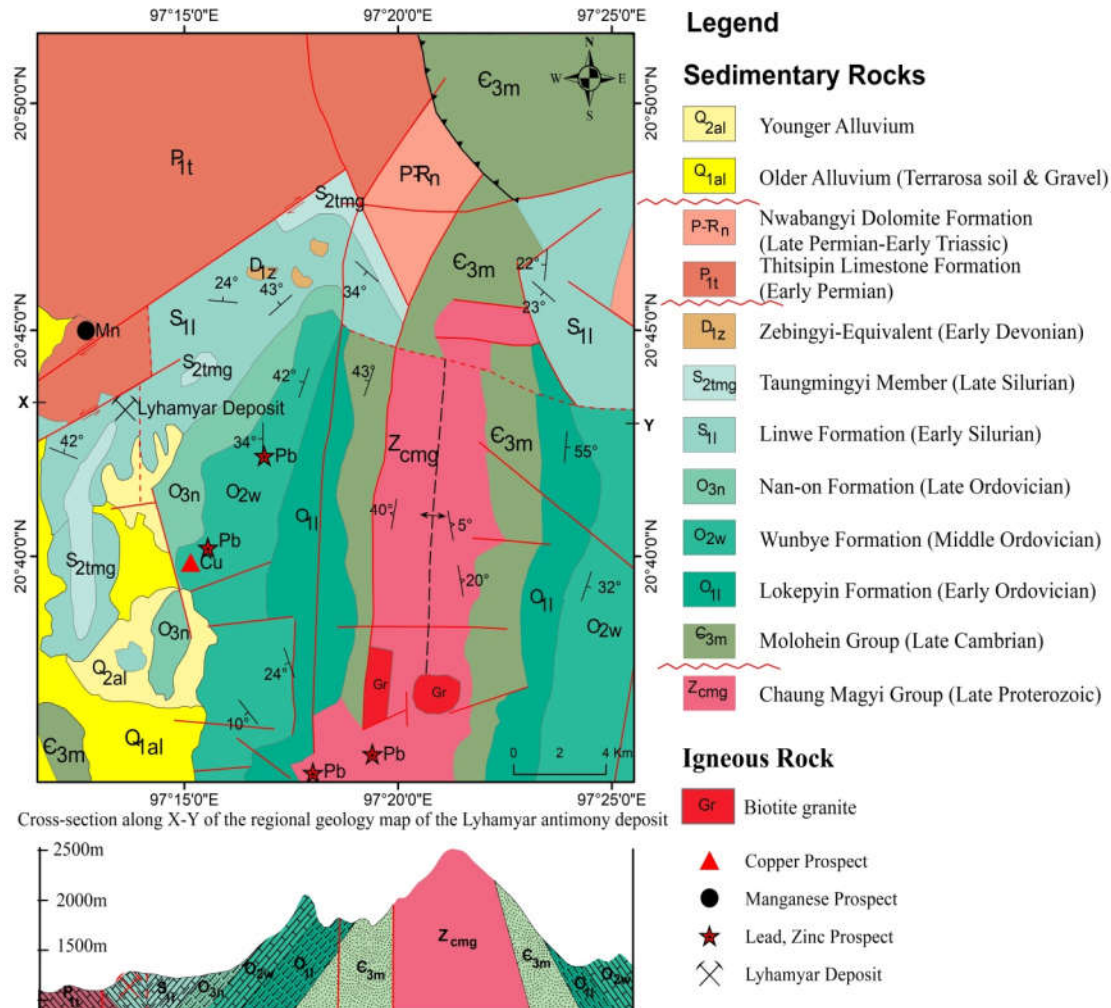 97°15'0"E 97°20'0"E 97°25'0"E
20°50'0"N
20°45'0"N
20°40'0"N
20°50'0"N
20°45'0"N
20°40'0"N
X
Y
N
W E
S
Є3m
P1t
P-Rn
S2tmg
D1z
24°
43°
34°
Є3m
22°
23°
S1l
S1l
Mn
S2tmg
Lyhamyar Deposit
42°
42°
43°
34°
Pb
Zcmg
Є3m
55°
O3n
O2w
O1l
40°
5°
Pb
Cu
S2tmg
20°
O1l
32°
O2w
O3n
Q2al
24°
10°
Gr
Gr
Q1al
Є3m
Pb
Pb
0 2 4 Km
97°15'0"E 97°20'0"E 97°25'0"E
Cross-section along X-Y of the regional geology map of the Lyhamyar antimony deposit
2500m
2000m
1500m
P1t
S1l
O3n
O2w
O1l
Є3m
Zcmg
Є3m
O1l
O2w
Legend
Sedimentary Rocks
Q2al Younger Alluvium
Q1al Older Alluvium (Terrarosa soil & Gravel)
P-Rn Nwabangyi Dolomite Formation
(Late Permian-Early Triassic)
P1t Thitsipin Limestone Formation
(Early Permian)
D1z Zebingyi-Equivalent (Early Devonian)
S2tmg Taungmingyi Member (Late Silurian)
S1l Linwe Formation (Early Silurian)
O3n Nan-on Formation (Late Ordovician)
O2w Wunbye Formation (Middle Ordovician)
O1l Lokepyin Formation (Early Ordovician)
Є3m Molohein Group (Late Cambrian)
Zcmg Chaung Magyi Group (Late Proterozoic)
Igneous Rock
Gr Biotite granite
Copper Prospect
Manganese Prospect
Lead, Zinc Prospect
Lyhamyar Deposit